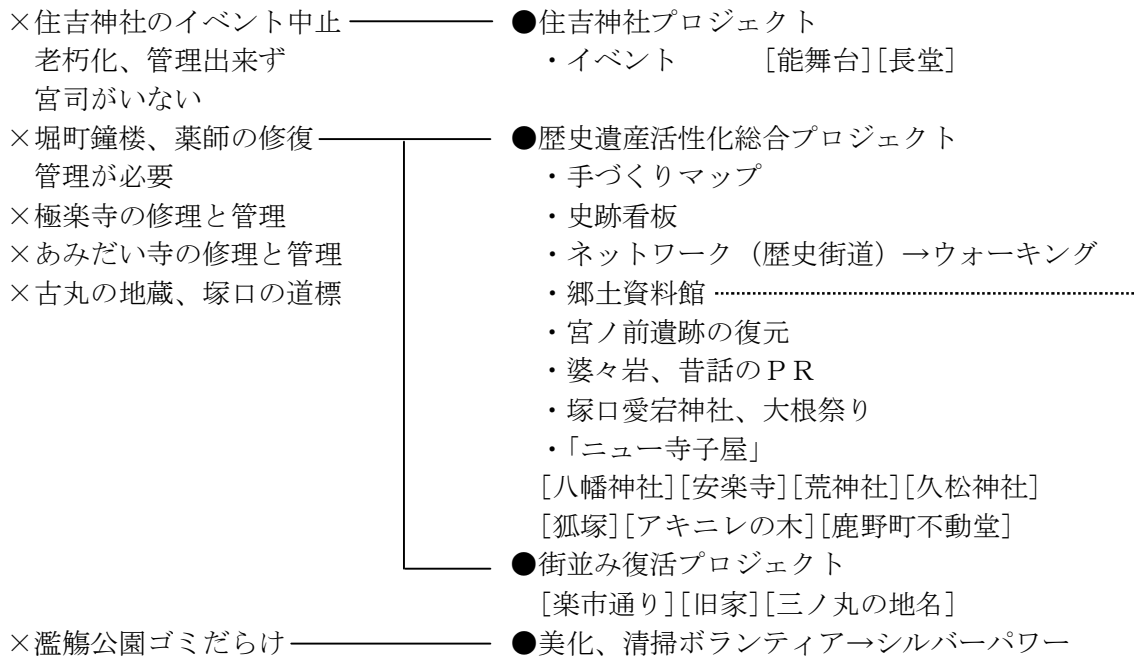 ×住吉神社のイベント中止
老朽化、管理出来ず
宮司がいない
×堀町鐘楼、薬師の修復
管理が必要
×極楽寺の修理と管理
×あみだい寺の修理と管理
×古丸の地蔵、塚口の道標
×濫觴公園ゴミだらけ
●住吉神社プロジェクト
・イベント　　[能舞台][長堂]
●歴史遺産活性化総合プロジェクト
・手づくりマップ
・史跡看板
・ネットワーク（歴史街道）→ウォーキング
・郷土資料館
・宮ノ前遺跡の復元
・婆々岩、昔話のＰＲ
・塚口愛宕神社、大根祭り
・「ニュー寺子屋」
[八幡神社][安楽寺][荒神社][久松神社]
[狐塚][アキニレの木][鹿野町不動堂]
●街並み復活プロジェクト
[楽市通り][旧家][三ノ丸の地名]
●美化、清掃ボランティア→シルバーパワー